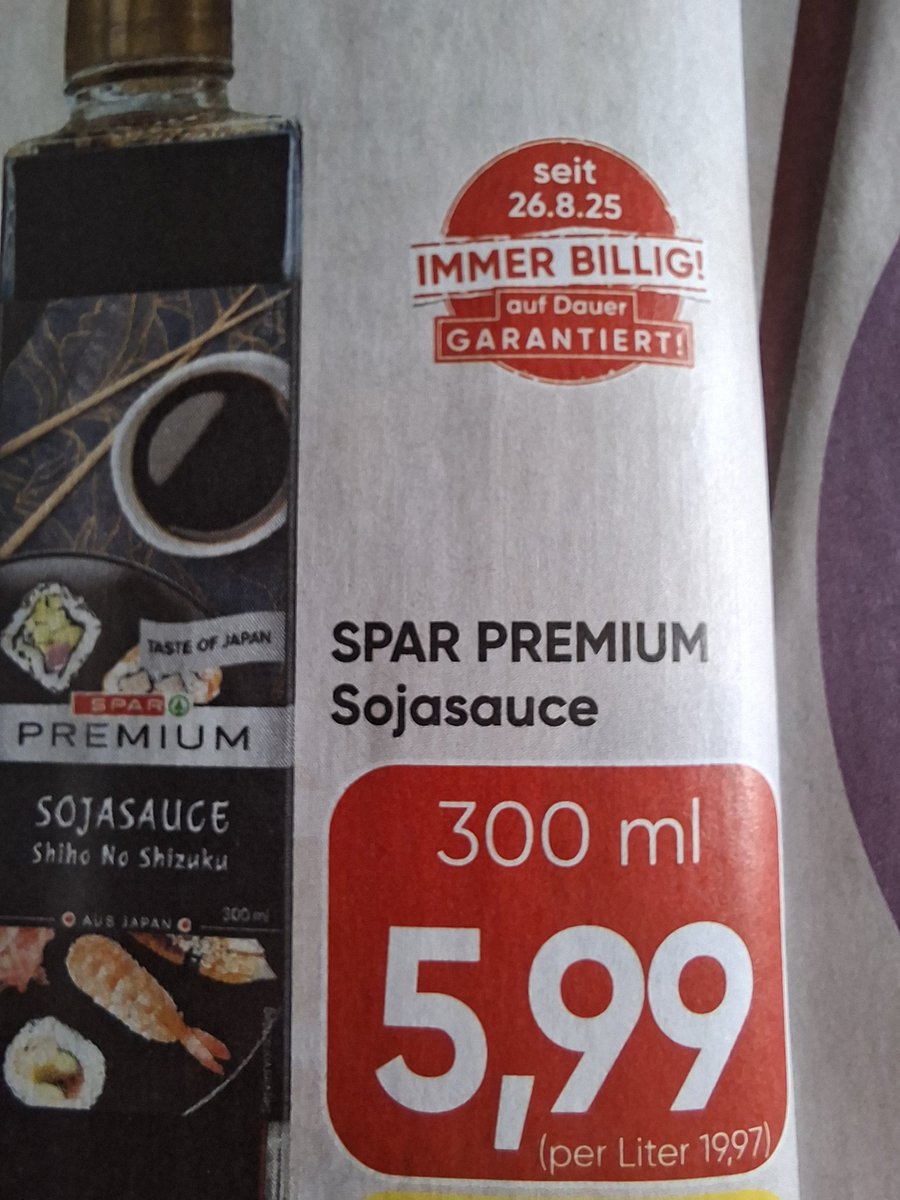 seit
26.8.25
IMMER BILLIG!
auf Dauer
GARANTIERT!
TASTE OF JAPAN
SPAR
PREMIUM
SOJASAUCE
Shiho No Shizuku
300 ml
AUS JAPAN
SPAR PREMIUM
Sojasauce
300 ml
5,99
(per Liter 19,97)